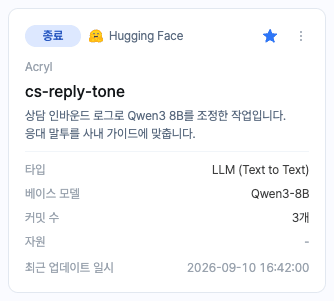 종료 Hugging Face
Acryl
cs-reply-tone
상담 인바운드 로그로 Qwen3 8B를 조정한 작업입니다.
응대 말투를 사내 가이드에 맞춥니다.
타입 LLM (Text to Text)
베이스 모델 Qwen3-8B
커밋 수 3개
자원 -
최근 업데이트 일시 2026-09-10 16:42:00